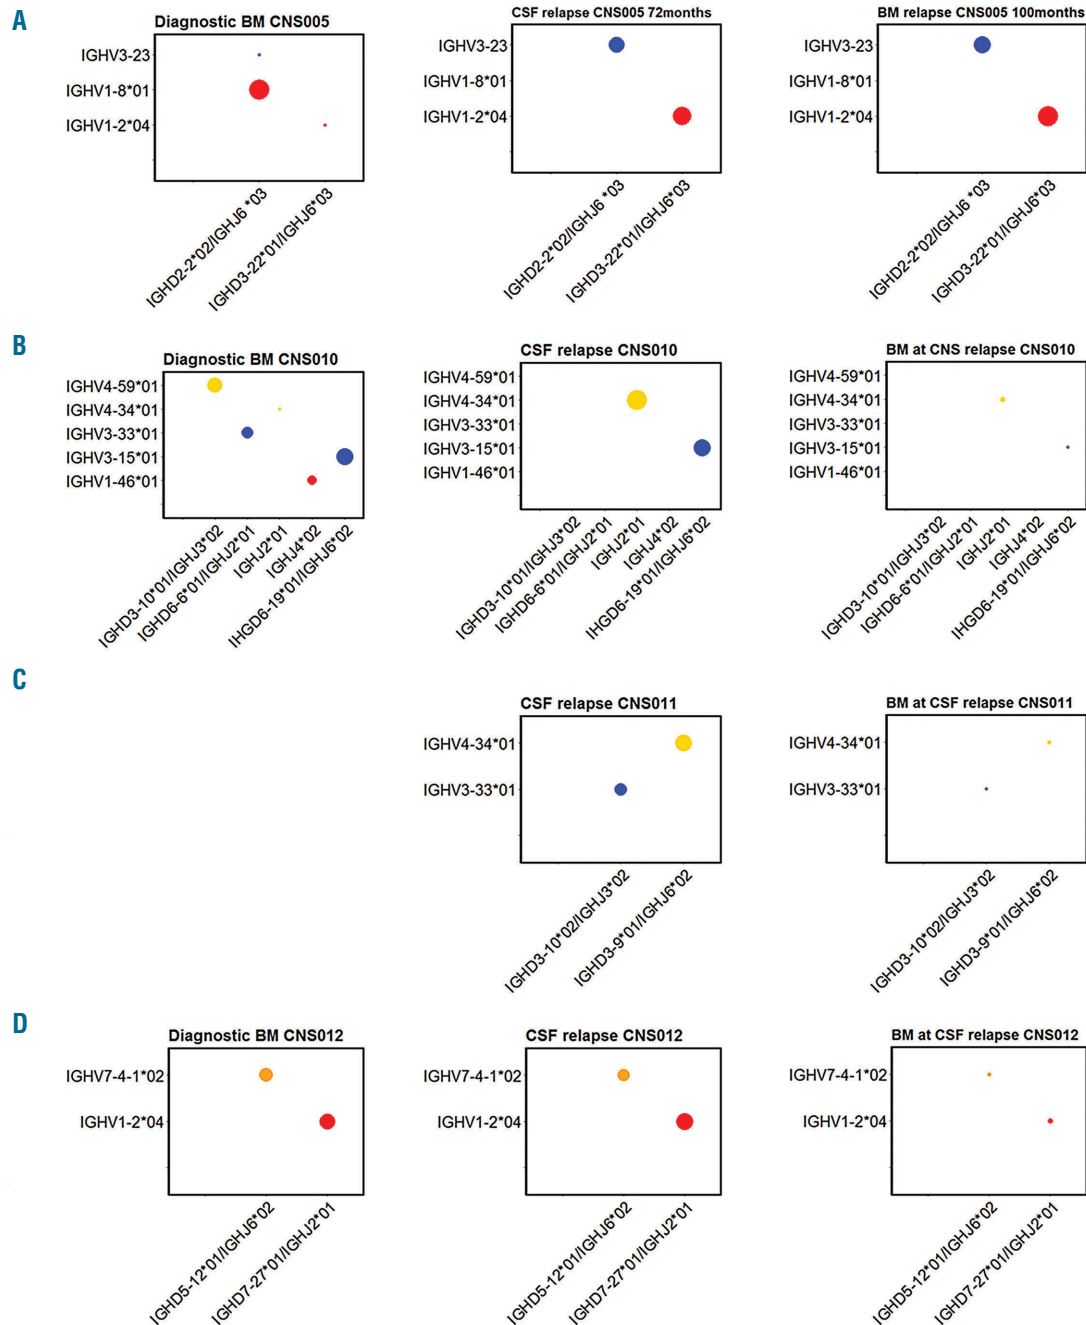 A
Diagnostic BM CNS005
IGHV3-23
IGHV1-8*01
IGHV1-2*04
IGHD2-2*02/IGHJ6 *03
IGHD3-22*01/IGHJ6*03
CSF relapse CNS005 72months
IGHV3-23
IGHV1-8*01
IGHV1-2*04
IGHD2-2*02/IGHJ6 *03
IGHD3-22*01/IGHJ6*03
BM relapse CNS005 100months
IGHV3-23
IGHV1-8*01
IGHV1-2*04
IGHD2-2*02/IGHJ6 *03
IGHD3-22*01/IGHJ6*03
B
Diagnostic BM CNS010
IGHV4-59*01
IGHV4-34*01
IGHV3-33*01
IGHV3-15*01
IGHV1-46*01
IGHD3-10*01/IGHJ3*02
IGHD6-6*01/IGHJ2*01
IGHJ2*01
IGHJ4*02
IHGD6-19*01/IGHJ6*02
CSF relapse CNS010
IGHV4-59*01
IGHV4-34*01
IGHV3-33*01
IGHV3-15*01
IGHV1-46*01
IGHD3-10*01/IGHJ3*02
IGHD6-6*01/IGHJ2*01
IGHJ2*01
IGHJ4*02
IHGD6-19*01/IGHJ6*02
BM at CNS relapse CNS010
IGHV4-59*01
IGHV4-34*01
IGHV3-33*01
IGHV3-15*01
IGHV1-46*01
IGHD3-10*01/IGHJ3*02
IGHD6-6*01/IGHJ2*01
IGHJ2*01
IGHJ4*02
IHGD6-19*01/IGHJ6*02
C
CSF relapse CNS011
IGHV4-34*01
IGHV3-33*01
IGHD3-10*02/IGHJ3*02
IGHD3-9*01/IGHJ6*02
BM at CSF relapse CNS011
IGHV4-34*01
IGHV3-33*01
IGHD3-10*02/IGHJ3*02
IGHD3-9*01/IGHJ6*02
D
Diagnostic BM CNS012
IGHV7-4-1*02
IGHV1-2*04
IGHD5-12*01/IGHJ6*02
IGHD7-27*01/IGHJ2*01
CSF relapse CNS012
IGHV7-4-1*02
IGHV1-2*04
IGHD5-12*01/IGHJ6*02
IGHD7-27*01/IGHJ2*01
BM at CSF relapse CNS012
IGHV7-4-1*02
IGHV1-2*04
IGHD5-12*01/IGHJ6*02
IGHD7-27*01/IGHJ2*01